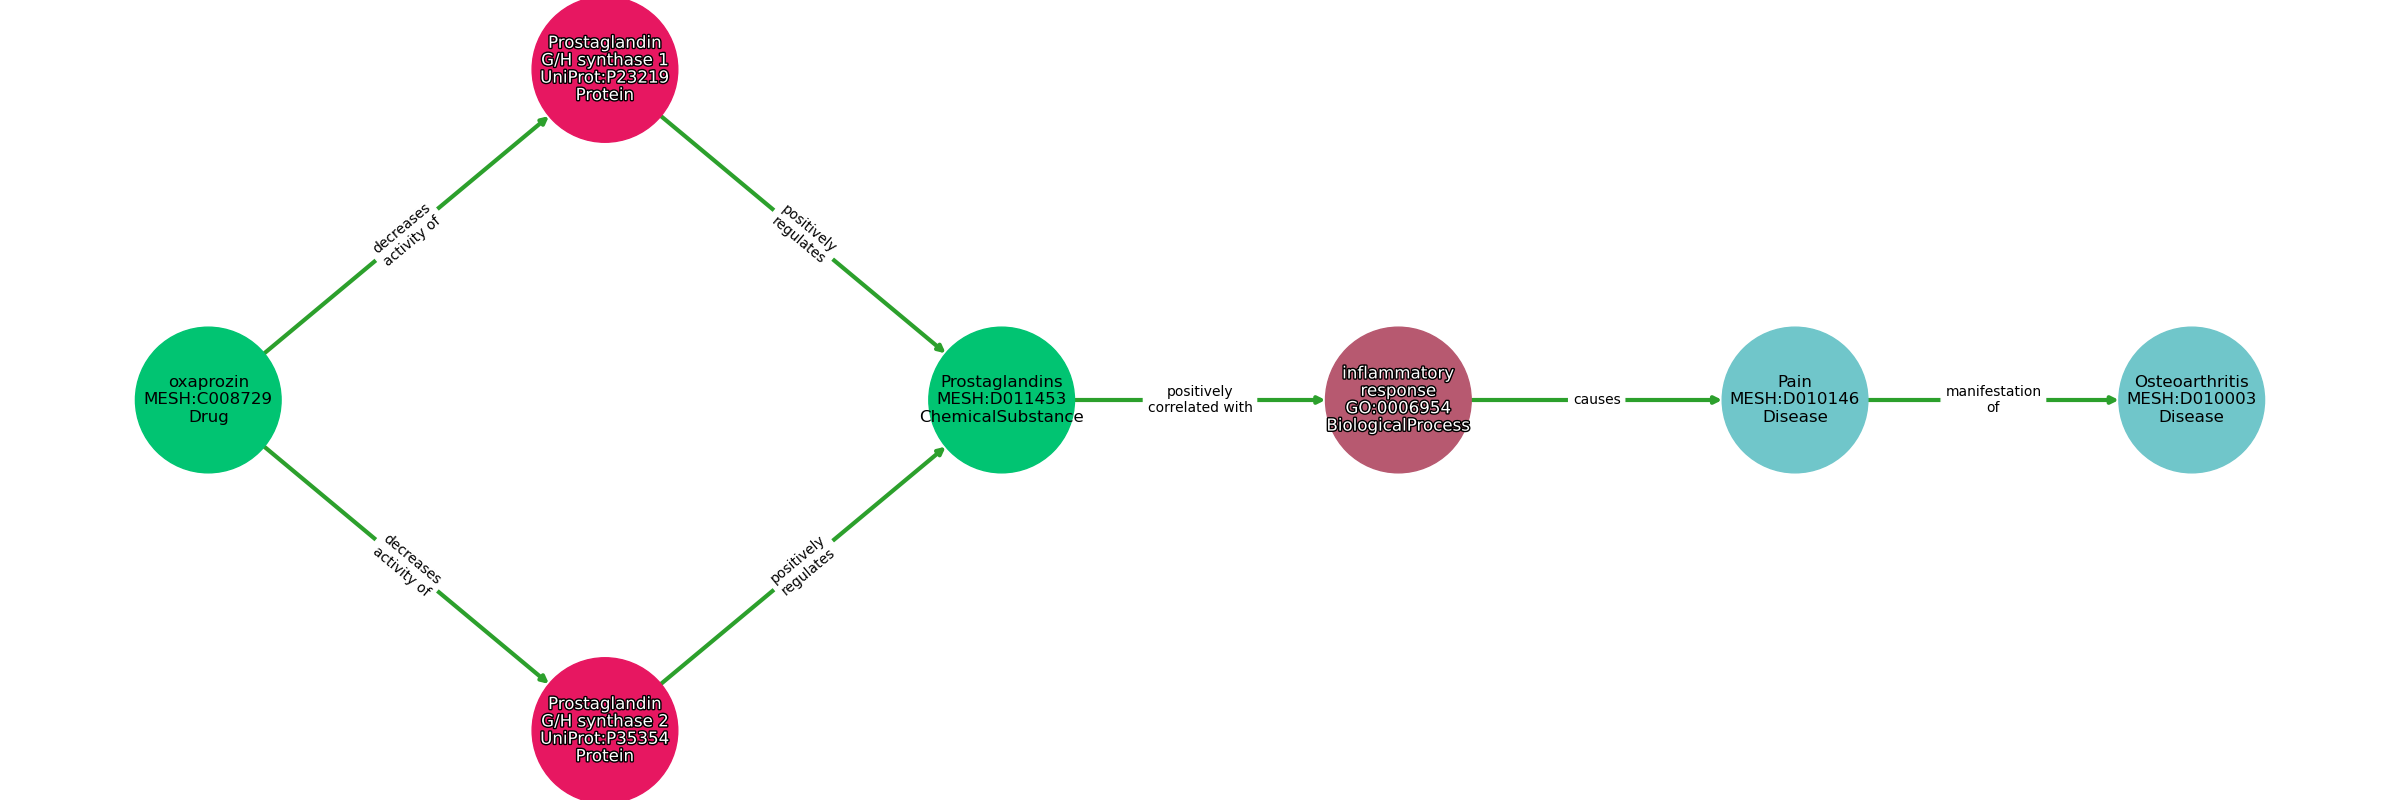 Prostaglandin
G/H synthase 1
UniProt:P23219
Protein
decreases
activity of
positively
regulates
oxaprozin
MESH:C008729
Drug
Prostaglandins
MESH:D011453
ChemicalSubstance
positively
correlated with
inflammatory
response
GO:0006954
BiologicalProcess
causes
Pain
MESH:D010146
Disease
manifestation
of
Osteoarthritis
MESH:D010003
Disease
decreases
activity of
positively
regulates
Prostaglandin
G/H synthase 2
UniProt:P35354
Protein